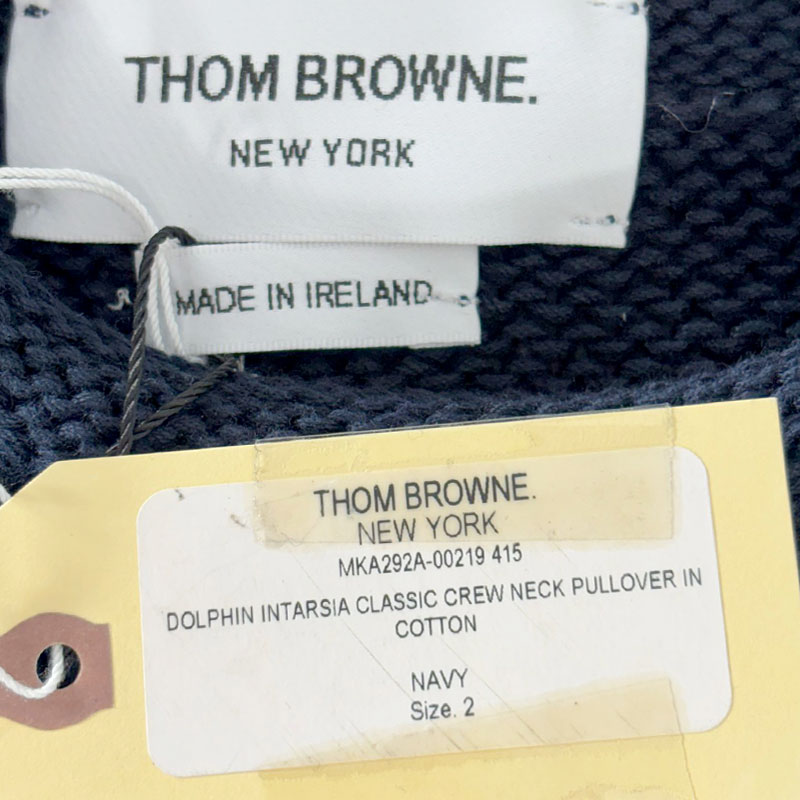 THOM BROWNE.
NEW YORK
MADE IN IRELAND
THOM BROWNE.
NEW YORK
MKA292A-00219 415
DOLPHIN INTARSIA CLASSIC CREW NECK PULLOVER IN
COTTON
NAVY
Size. 2